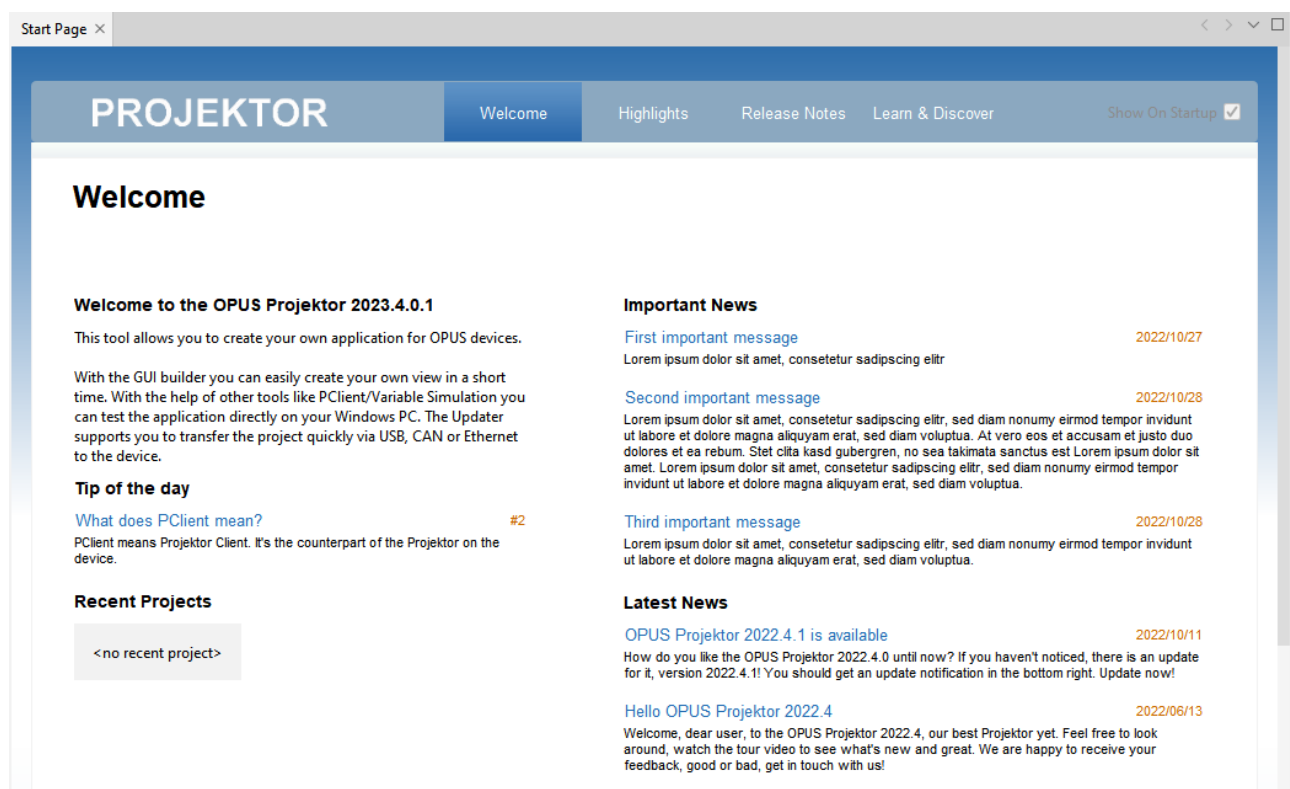 Start Page
PROJEKTOR
Welcome
Highlights
Release Notes
Learn & Discover
Show On Startup
Welcome
Welcome to the OPUS Projektor 2023.4.0.1
This tool allows you to create your own application for OPUS devices.
With the GUI builder you can easily create your own view in a short
time. With the help of other tools like PClient/Variable Simulation you
can test the application directly on your Windows PC. The Updater
supports you to transfer the project quickly via USB, CAN or Ethernet
to the device.
Tip of the day
What does PClient mean? #2
PClient means Projektor Client. It's the counterpart of the Projektor on the
device.
Recent Projects
<no recent project>
Important News
First important message 2022/10/27
Lorem ipsum dolor sit amet, consetetur sadipscing elitr
Second important message 2022/10/28
Lorem ipsum dolor sit amet, consetetur sadipscing elitr, sed diam nonumy eirmod tempor invidunt
ut labore et dolore magna aliquyam erat, sed diam voluptua. At vero eos et accusam et justo duo
dolores et ea rebum. Stet clita kasd gubergren, no sea takimata sanctus est Lorem ipsum dolor sit
amet. Lorem ipsum dolor sit amet, consetetur sadipscing elitr, sed diam nonumy eirmod tempor
invidunt ut labore et dolore magna aliquyam erat, sed diam voluptua.
Third important message 2022/10/28
Lorem ipsum dolor sit amet, consetetur sadipscing elitr, sed diam nonumy eirmod tempor invidunt
ut labore et dolore magna aliquyam erat, sed diam voluptua.
Latest News
OPUS Projektor 2022.4.1 is available 2022/10/11
How do you like the OPUS Projektor 2022.4.0 until now? If you haven't noticed, there is an update
for it, version 2022.4.1! You should get an update notification in the bottom right. Update now!
Hello OPUS Projektor 2022.4 2022/06/13
Welcome, dear user, to the OPUS Projektor 2022.4, our best Projektor yet. Feel free to look
around, watch the tour video to see what's new and great. We are happy to receive your
feedback, good or bad, get in touch with us!